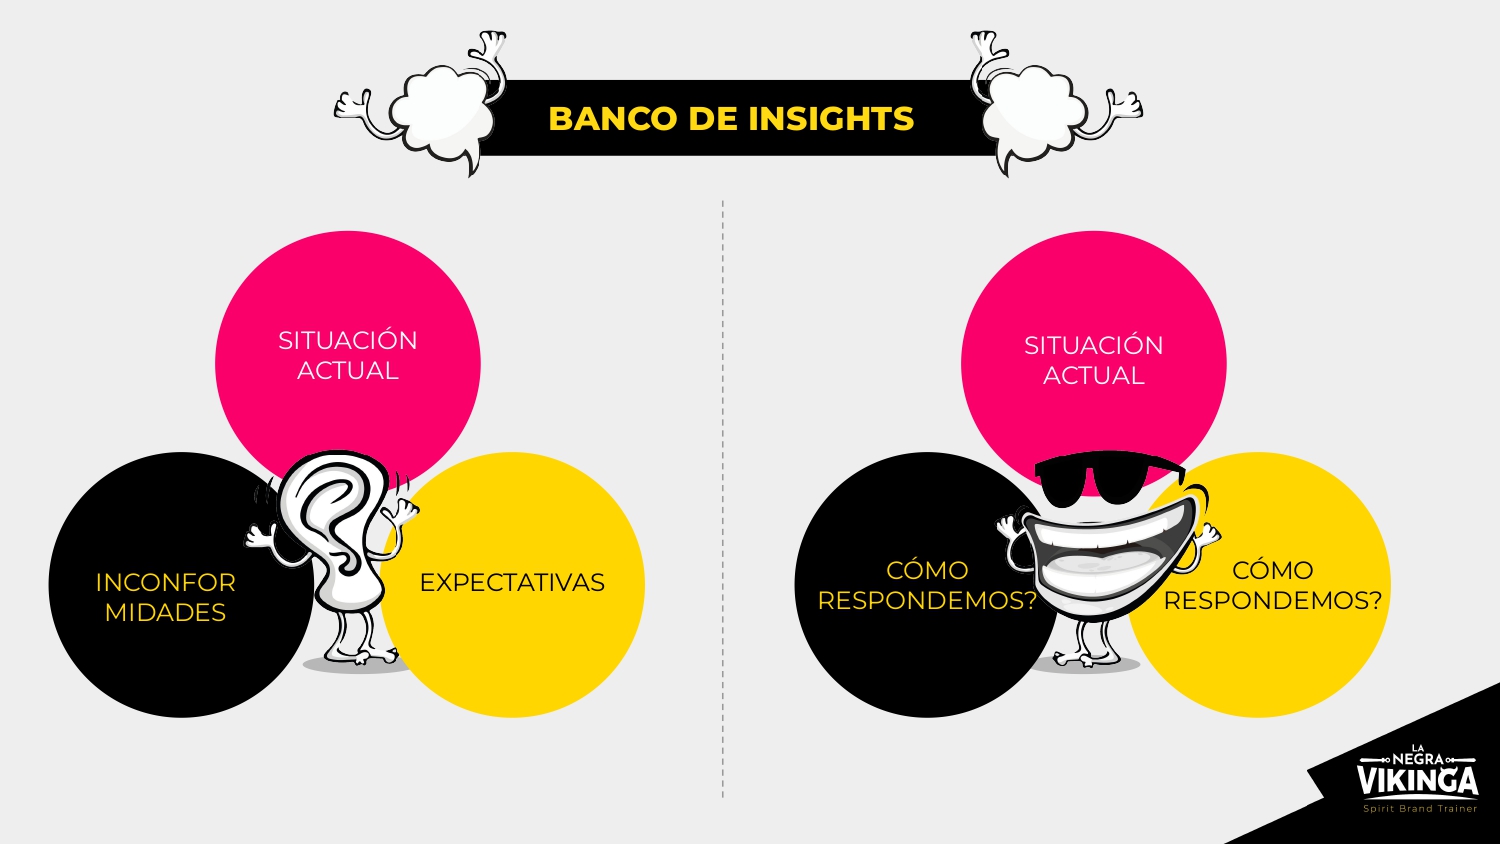 BANCO DE INSIGHTS
SITUACIÓN
ACTUAL
INCONFOR
MIDADES
EXPECTATIVAS
SITUACIÓN
ACTUAL
CÓMO
RESPONDEMOS?
CÓMO
RESPONDEMOS?
LA
NEGRA
VIKINGA
Spirit Brand Trainer